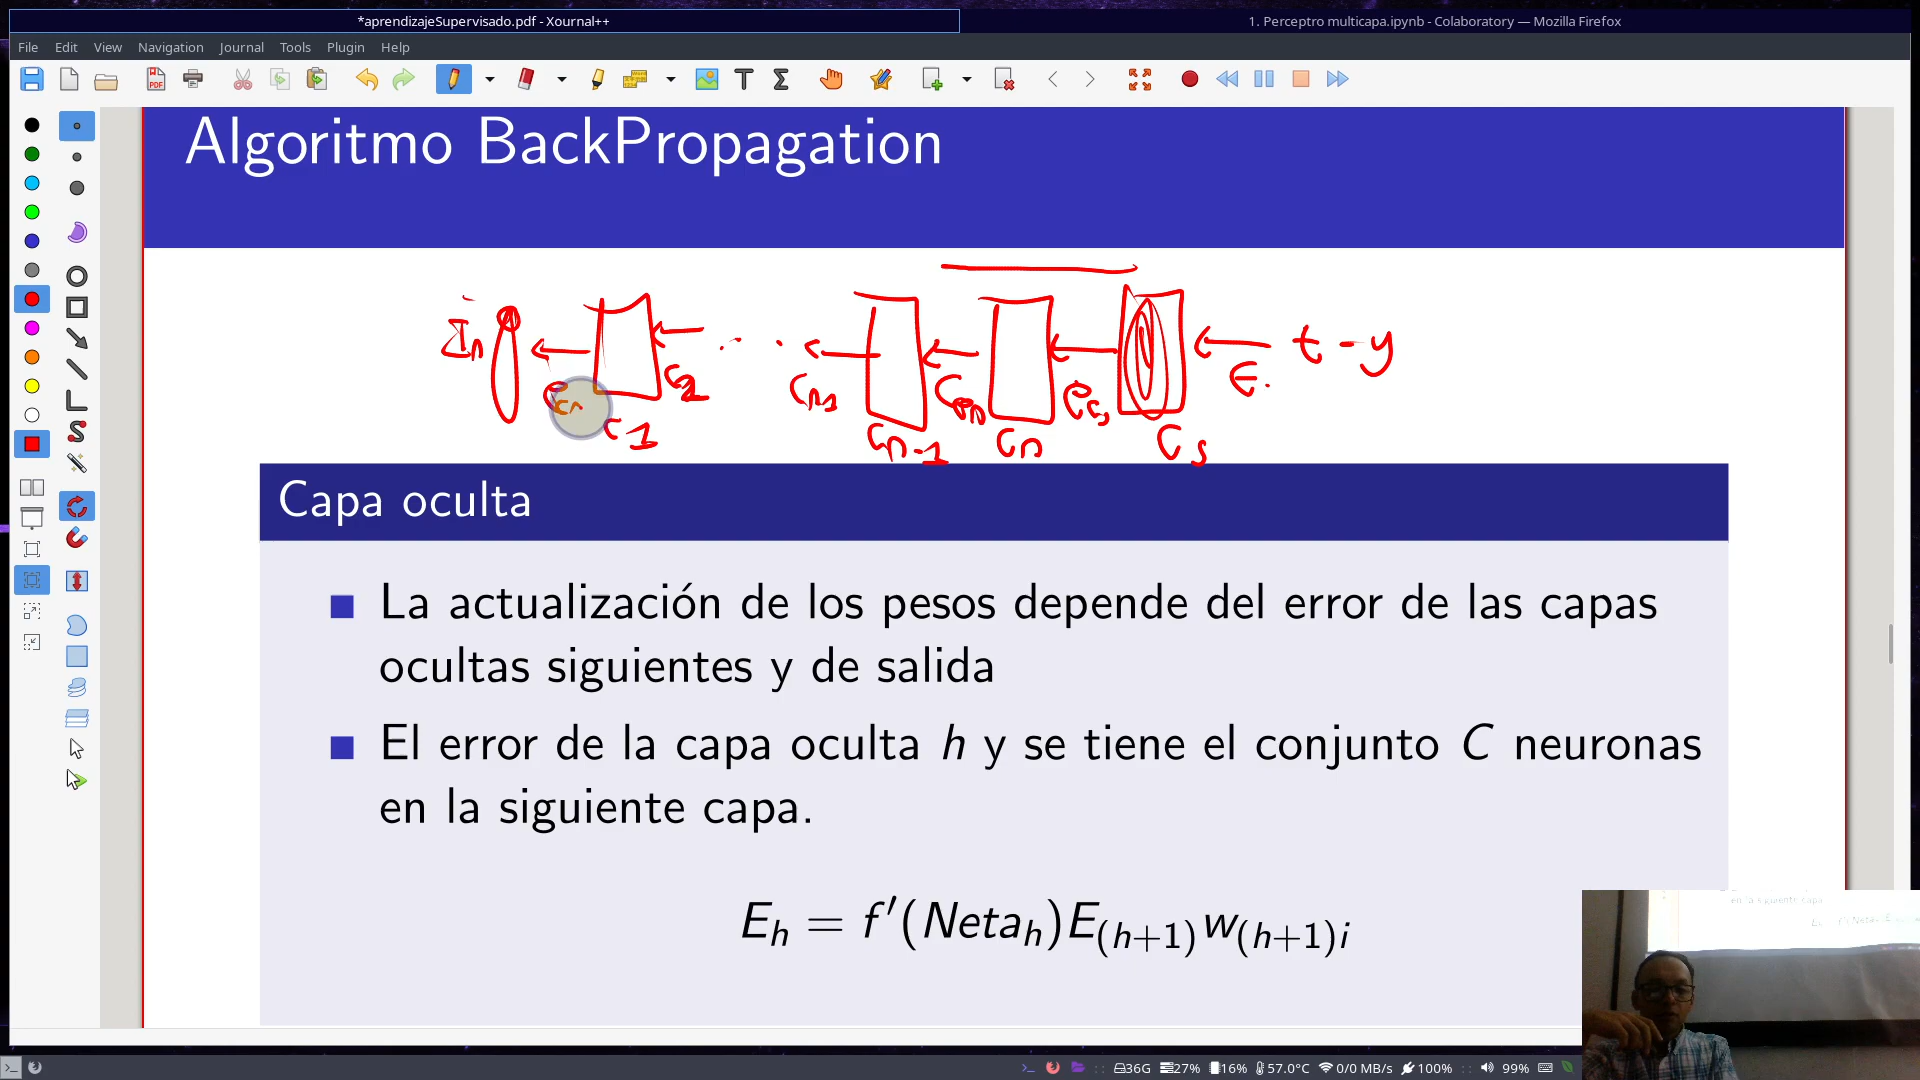 *aprendizajeSupervisado.pdf - Xournal++
1. Perceptro multicapa.ipynb - Colaboratory — Mozilla Firefox
File Edit View Navigation Journal Tools Plugin Help
Algoritmo BackPropagation
In
t - y
E.
C2
C1
Cn-1
Cn
Cs
Capa oculta
La actualización de los pesos depende del error de las capas
ocultas siguientes y de salida
El error de la capa oculta h y se tiene el conjunto C neuronas
en la siguiente capa.
E_h = f′(Neta_h)E_(h+1)w_(h+1)i
36G 27% 16% 57.0°C 0/0 MB/s 100% 99%